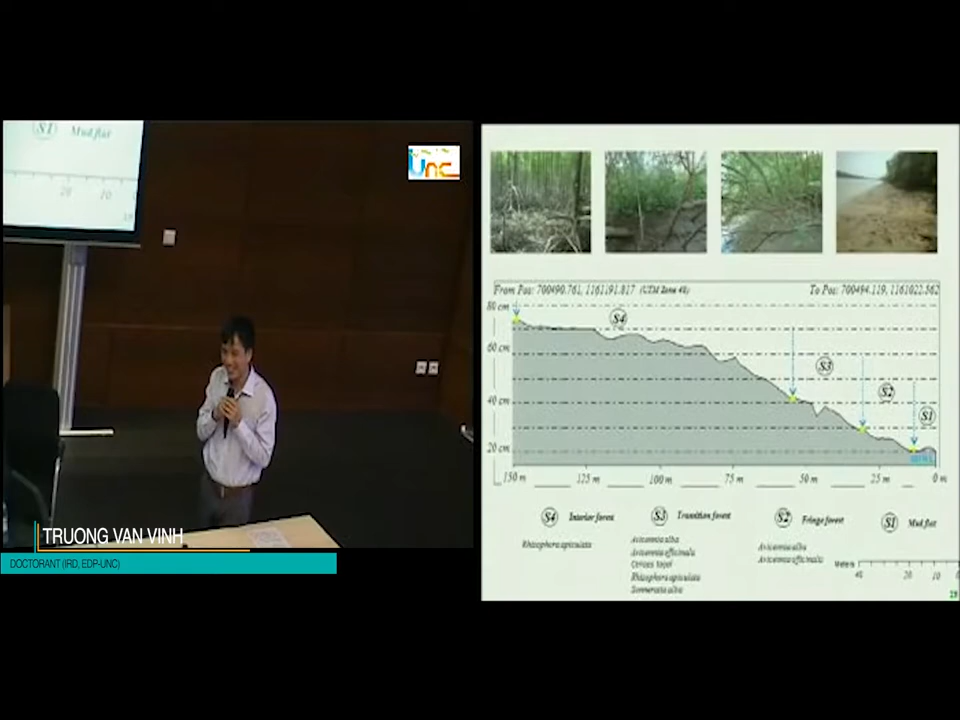 S1 Mud flat
20 10
Unc
TRUONG VAN VINH
DOCTORANT (IRD, EDP-UNC)
From Pos: 700490.761, 1161191.817 (UTM Zone 48)
To Pos: 700494.119, 1161022.562
80 cm
60 cm
40 cm
20 cm
S4
S3
S2
S1
150 m 125 m 100 m 75 m 50 m 25 m 0 m
S4 Interior forest
Rhizophora apiculata
S3 Transition forest
Avicennia alba
Avicennia officinalis
Ceriops tagal
Rhizophora apiculata
Sonneratia alba
S2 Fringe forest
Avicennia alba
Avicennia officinalis
S1 Mud flat
Meters
40 20 10 0